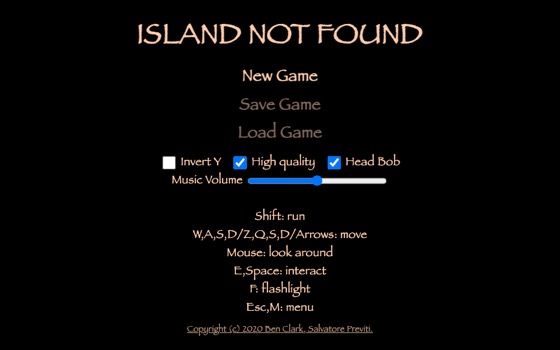 ISLAND NOT FOUND
New Game
Save Game
Load Game
Invert Y High quality Head Bob
Music Volume
Shift: run
W,A,S,D/Z,Q,S,D/Arrows: move
Mouse: look around
E,Space: interact
F: flashlight
Esc,M: menu
Copyright (c) 2020 Ben Clark, Salvatore Previti.